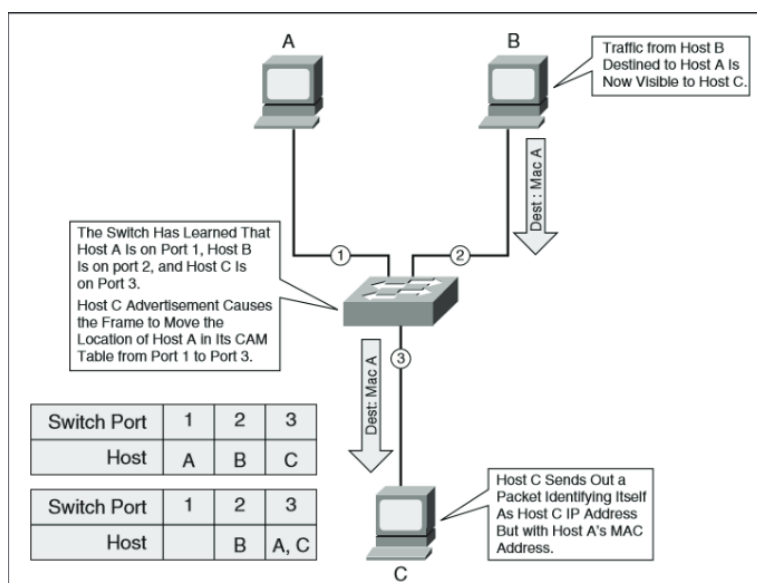 A
B
Traffic from Host B
Destined to Host A Is
Now Visible to Host C.
Dest : Mac A
The Switch Has Learned That
Host A Is on Port 1, Host B
Is on port 2, and Host C Is
on Port 3.
Host C Advertisement Causes
the Frame to Move the
Location of Host A in Its CAM
Table from Port 1 to Port 3.
1
2
3
Dest: Mac A
Switch Port 1 2 3
Host A B C
Switch Port 1 2 3
Host B A, C
Host C Sends Out a
Packet Identifying Itself
As Host C IP Address
But with Host A's MAC
Address.
C